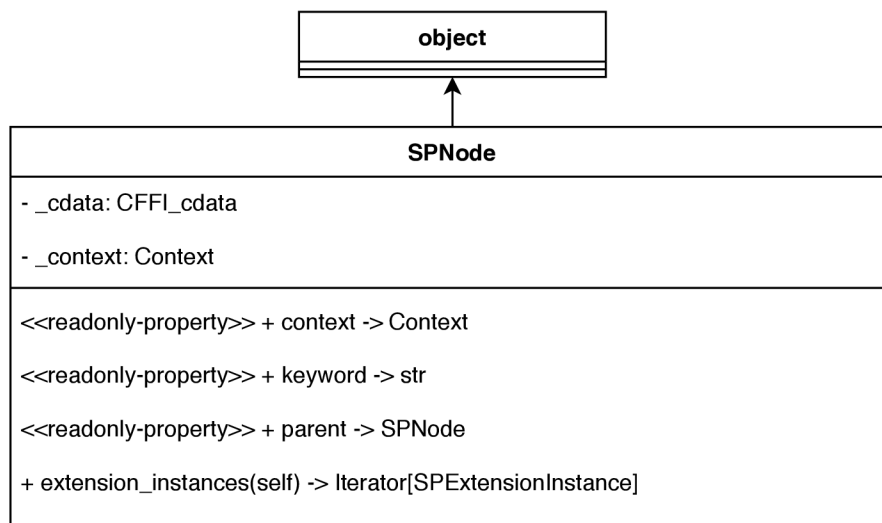 object
SPNode
- _cdata: CFFI_cdata
- _context: Context
<<readonly-property>> + context -> Context
<<readonly-property>> + keyword -> str
<<readonly-property>> + parent -> SPNode
+ extension_instances(self) -> Iterator[SPExtensionInstance]